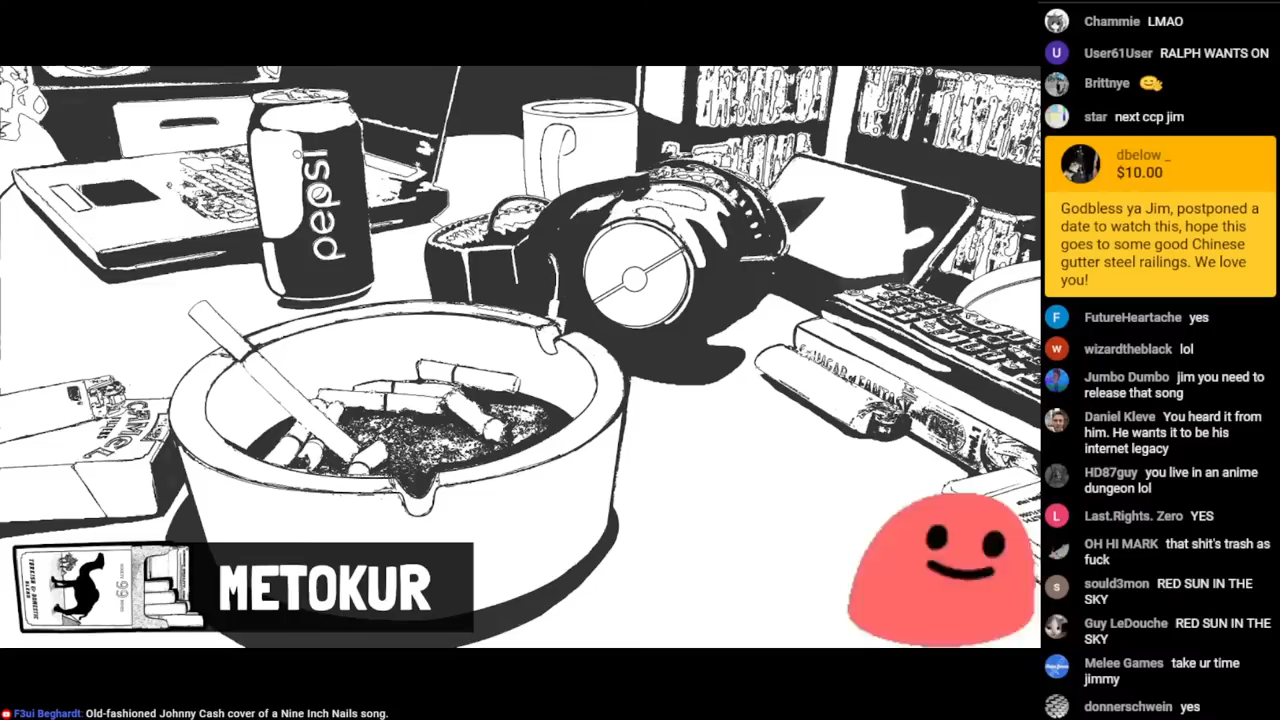 Chammie LMAO
User61User RALPH WANTS ON
Brittnye
star next ccp jim
dbelow _
$10.00
Godbless ya Jim, postponed a
date to watch this, hope this
goes to some good Chinese
gutter steel railings. We love
you!
FutureHeartache yes
wizardtheblack lol
Jumbo Dumbo jim you need to
release that song
Daniel Kleve You heard it from
him. He wants it to be his
internet legacy
HD87guy you live in an anime
dungeon lol
Last.Rights. Zero YES
OH HI MARK that shit's trash as
fuck
sould3mon RED SUN IN THE
SKY
Guy LeDouche RED SUN IN THE
SKY
Melee Games take ur time
jimmy
donnerschwein yes
pepsi
CAMEL
METOKUR
F3ui Beghardt: Old-fashioned Johnny Cash cover of a Nine Inch Nails song.